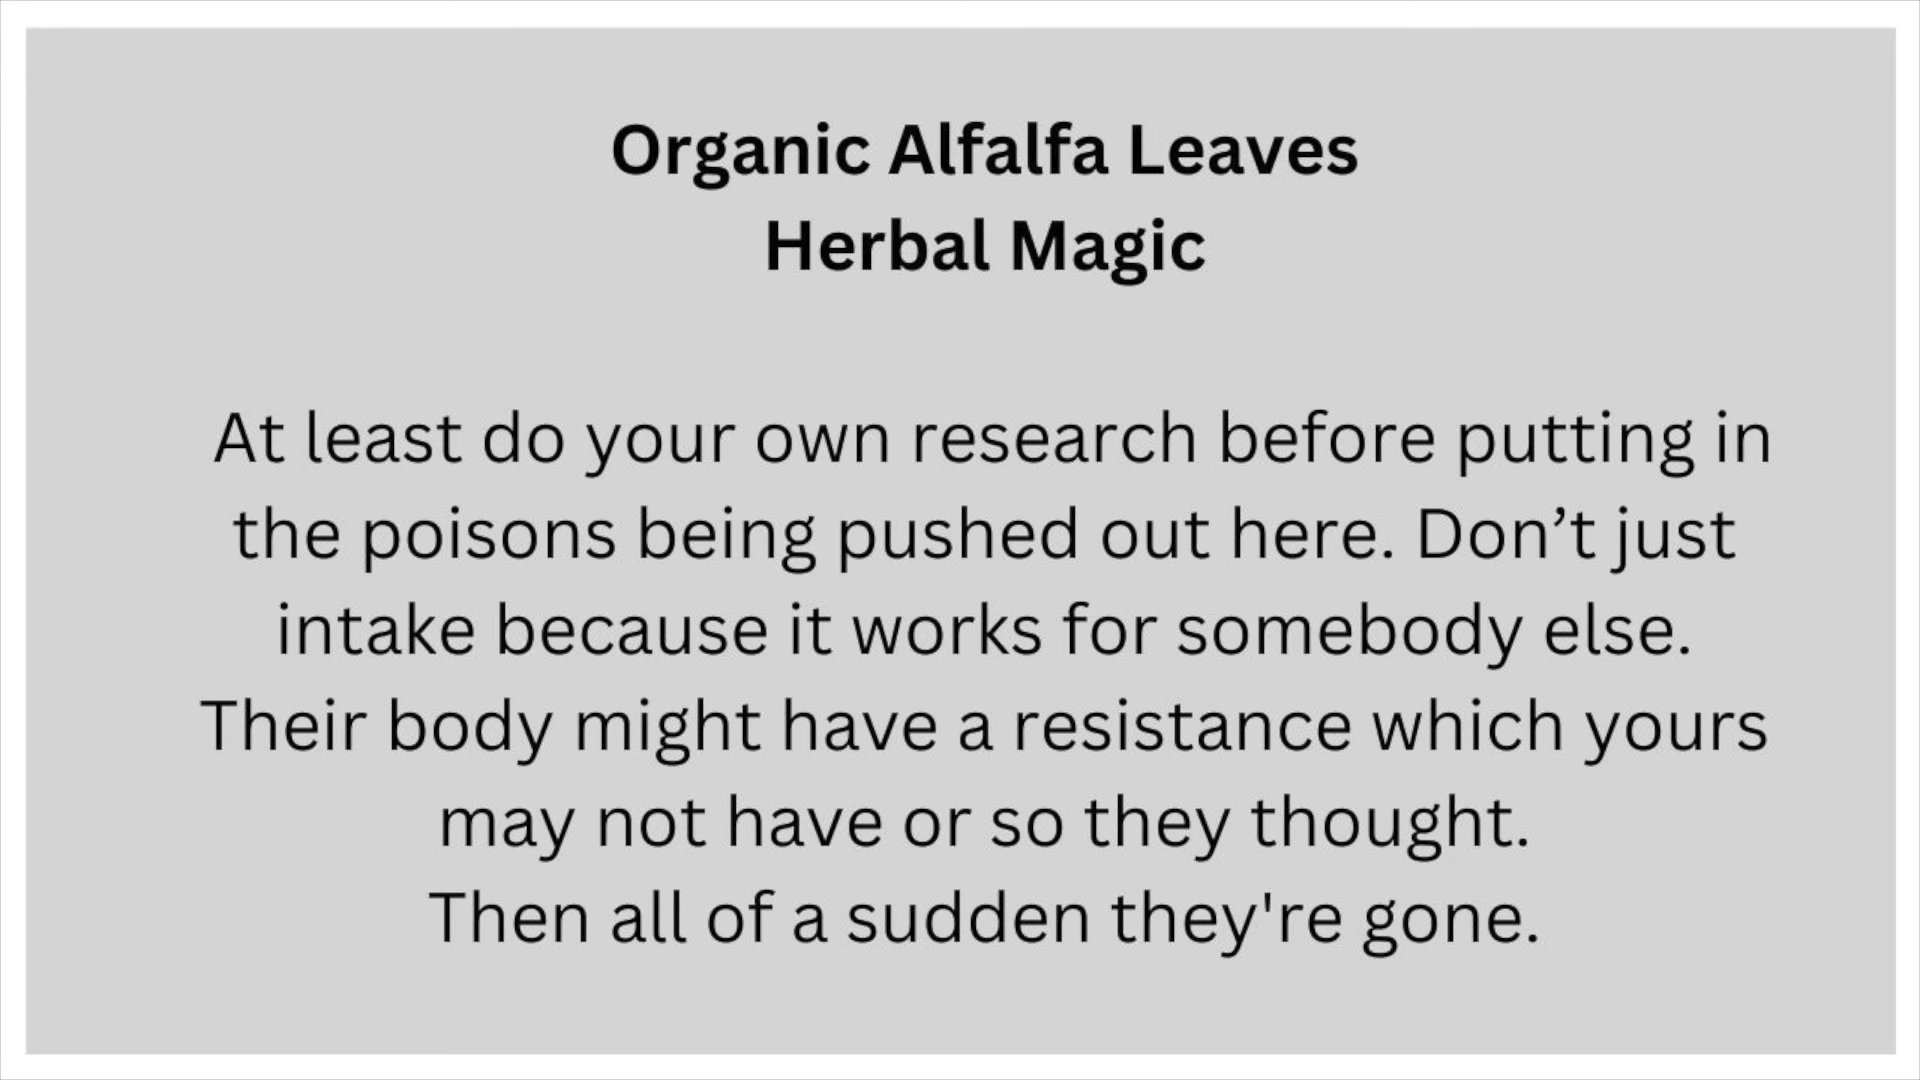 Organic Alfalfa Leaves
Herbal Magic
At least do your own research before putting in
the poisons being pushed out here. Don’t just
intake because it works for somebody else.
Their body might have a resistance which yours
may not have or so they thought.
Then all of a sudden they're gone.